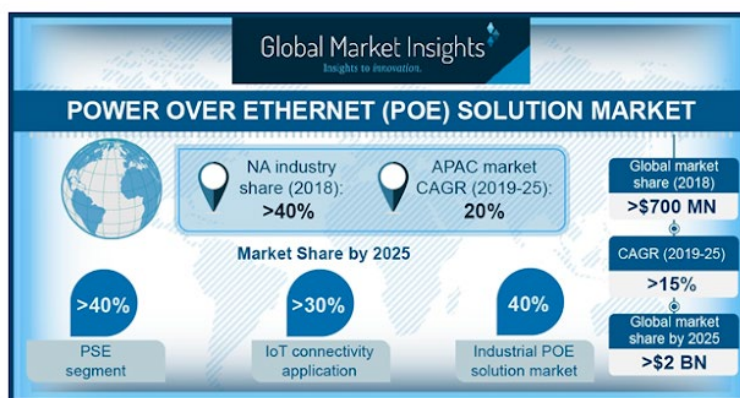 Global Market Insights
Insights to innovation.
POWER OVER ETHERNET (POE) SOLUTION MARKET
NA industry
share (2018):
>40%
APAC market
CAGR (2019-25):
20%
Global market
share (2018)
>$700 MN
CAGR (2019-25)
>15%
Global market
share by 2025
>$2 BN
Market Share by 2025
>40%
PSE
segment
>30%
IoT connectivity
application
40%
Industrial POE
solution market